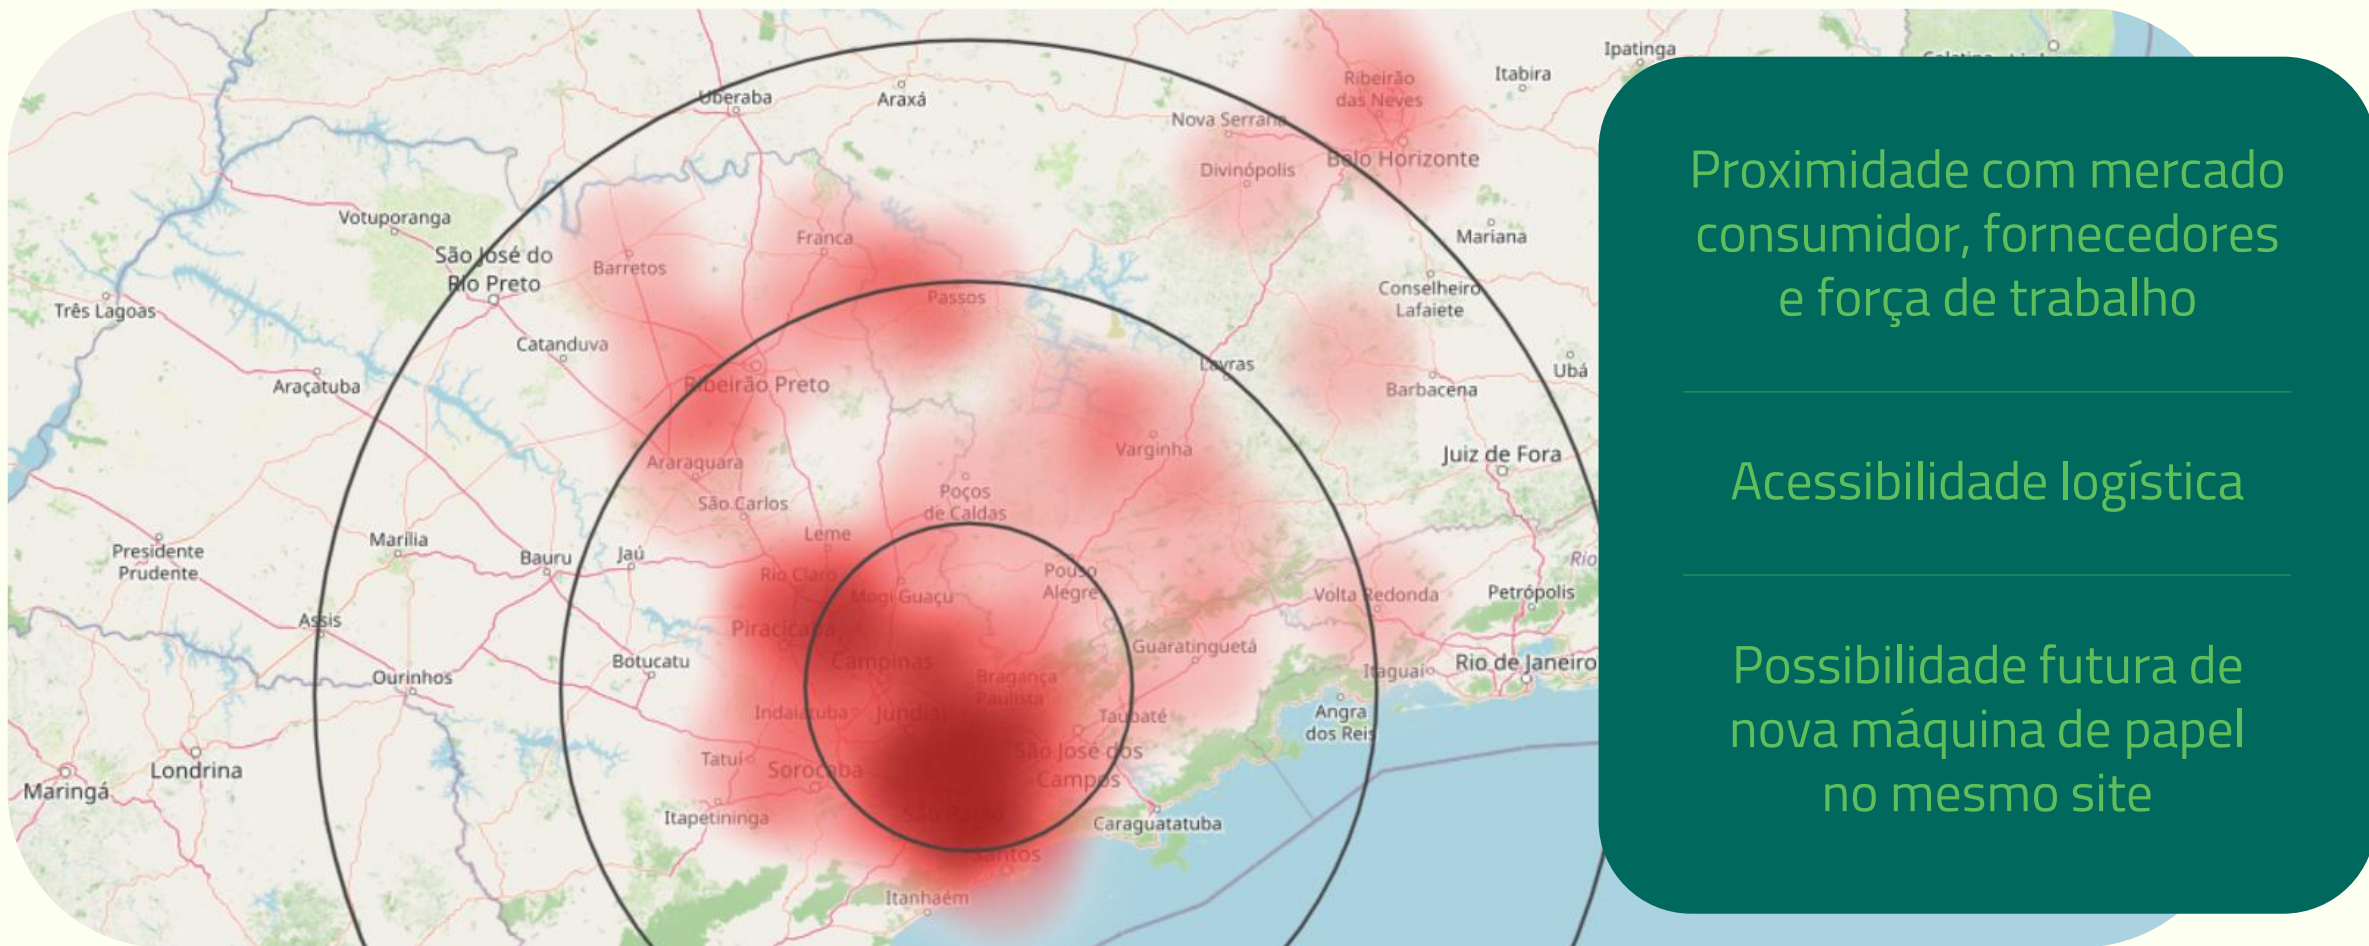 Ipatinga
Itabira
Ribeirão
das Neves
Uberaba
Araxá
Nova Serrana
Belo Horizonte
Divinópolis
Votuporanga
Franca
Mariana
São José do
Rio Preto
Barretos
Conselheiro
Lafaiete
Passos
Três Lagoas
Catanduva
Lavras
Ubá
Araçatuba
Ribeirão Preto
Barbacena
Varginha
Juiz de Fora
Araraquara
Poços
de Caldas
São Carlos
Leme
Marília
Presidente
Prudente
Bauru
Jaú
Rio
Rio Claro
Pouso
Alegre
Mogi Guaçu
Volta Redonda
Petrópolis
Assis
Piracicaba
Guaratinguetá
Botucatu
Campinas
Rio de Janeiro
Itaguaí
Ourinhos
Bragança
Paulista
Indaiatuba
Jundiaí
Taubaté
Angra
dos Reis
São José dos
Campos
Tatuí
Sorocaba
Londrina
Maringá
São Paulo
Itapetininga
Caraguatatuba
Santos
Itanhaém
Proximidade com mercado
consumidor, fornecedores
e força de trabalho
Acessibilidade logística
Possibilidade futura de
nova máquina de papel
no mesmo site